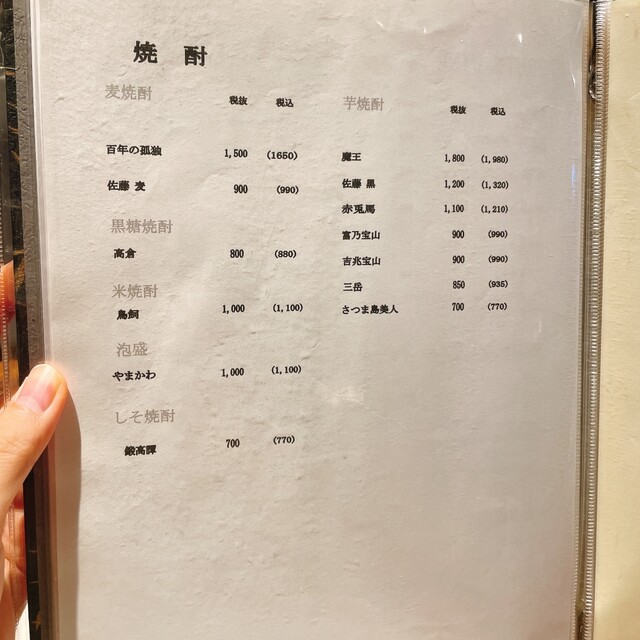 焼酎
麦焼酎 税抜 税込
百年の孤独 1,500 (1650)
佐藤 麦 900 (990)
黒糖焼酎
高倉 800 (880)
米焼酎
鳥飼 1,000 (1,100)
泡盛
やまかわ 1,000 (1,100)
しそ焼酎
鍛高譚 700 (770)
芋焼酎 税抜 税込
魔王 1,800 (1,980)
佐藤 黒 1,200 (1,320)
赤兎馬 1,100 (1,210)
富乃宝山 900 (990)
吉兆宝山 900 (990)
三岳 850 (935)
さつま島美人 700 (770)